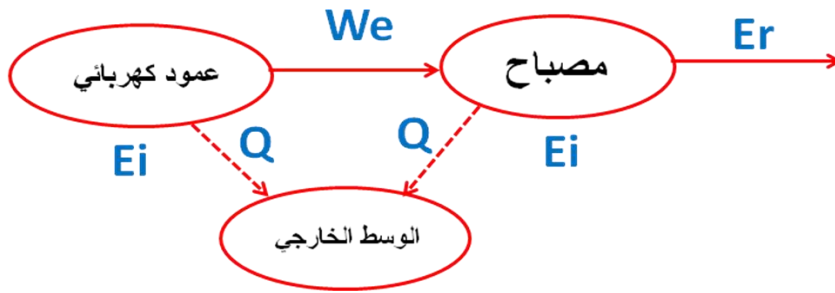 We
Er
عمود كهربائي
مصباح
Q
Q
Ei
Ei
الوسط الخارجي